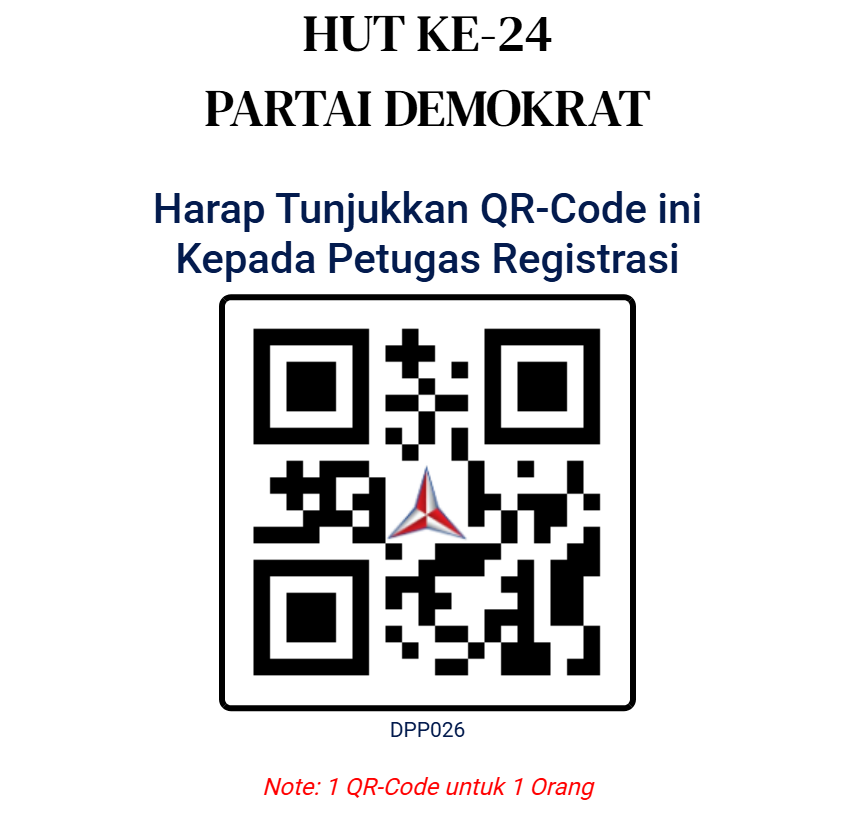 HUT KE-24
PARTAI DEMOKRAT
Harap Tunjukkan QR-Code ini
Kepada Petugas Registrasi
DPP026
Note: 1 QR-Code untuk 1 Orang